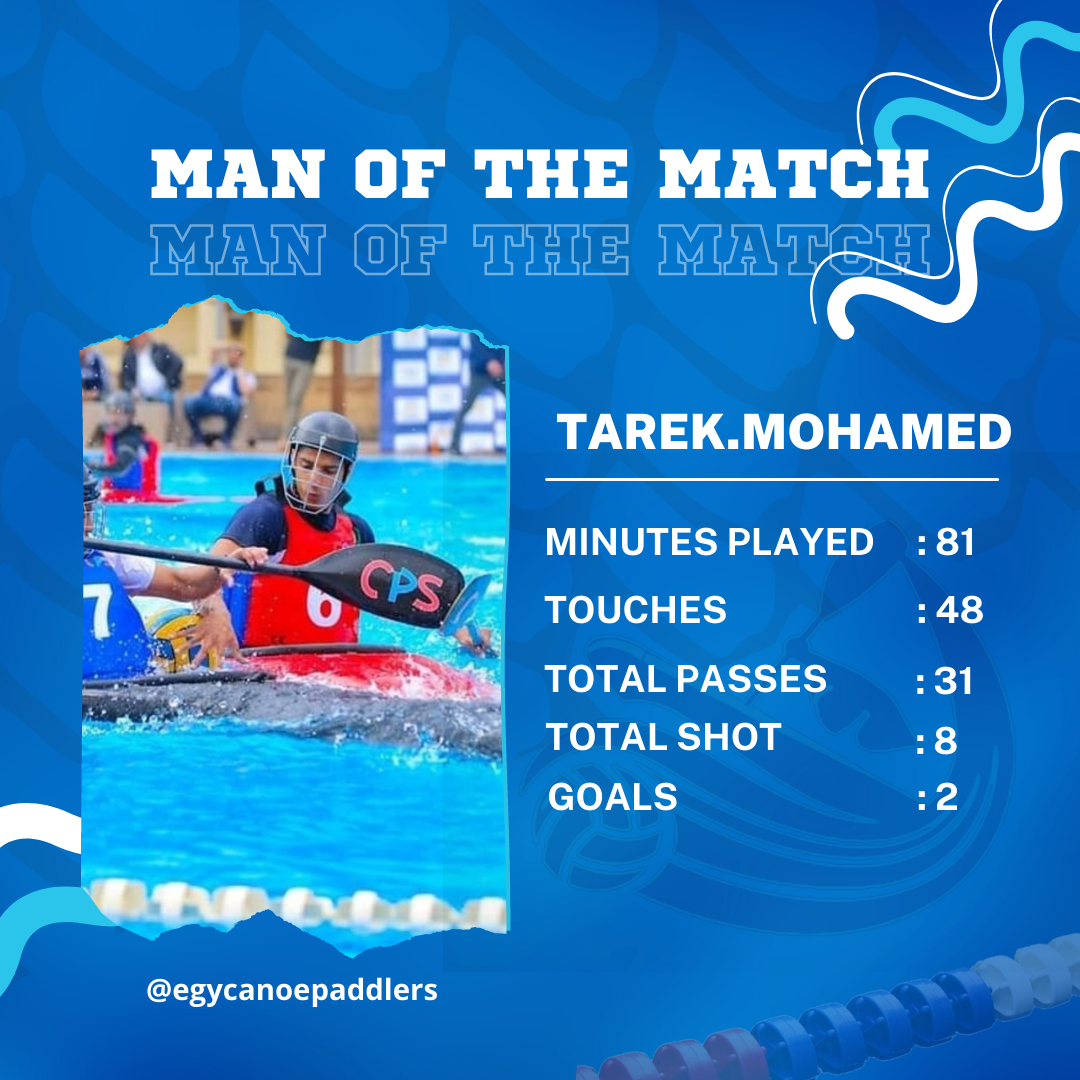 MAN OF THE MATCH
MAN OF THE MATCH
TAREK.MOHAMED
MINUTES PLAYED : 81
TOUCHES : 48
TOTAL PASSES : 31
TOTAL SHOT : 8
GOALS : 2
7
6
CPS
@egycanoepaddlers